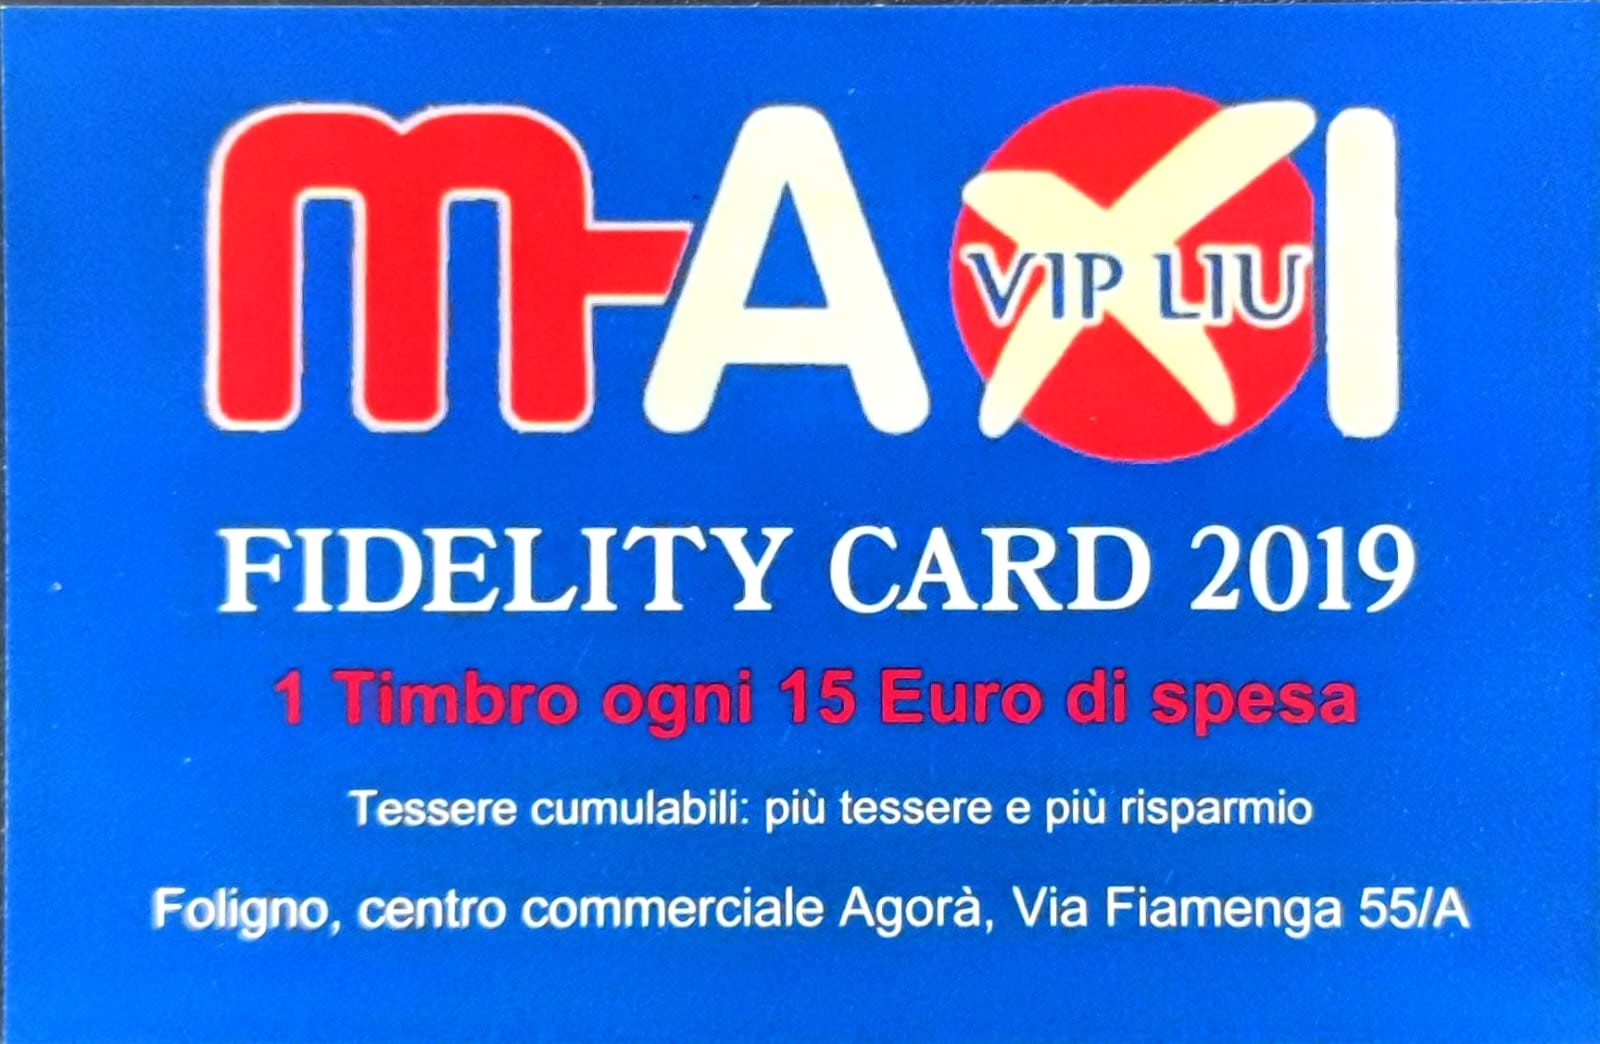 mAXI
VIP LIU
FIDELITY CARD 2019
1 Timbro ogni 15 Euro di spesa
Tessere cumulabili: più tessere e più risparmio
Foligno, centro commerciale Agorà, Via Fiamenga 55/A